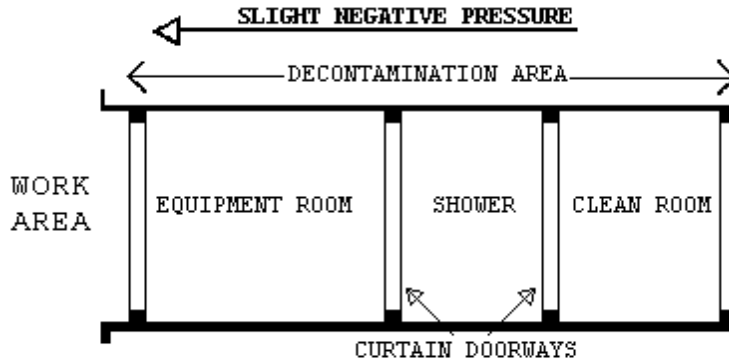 SLIGHT NEGATIVE PRESSURE
DECONTAMINATION AREA
WORK
AREA
EQUIPMENT ROOM
SHOWER
CLEAN ROOM
CURTAIN DOORWAYS